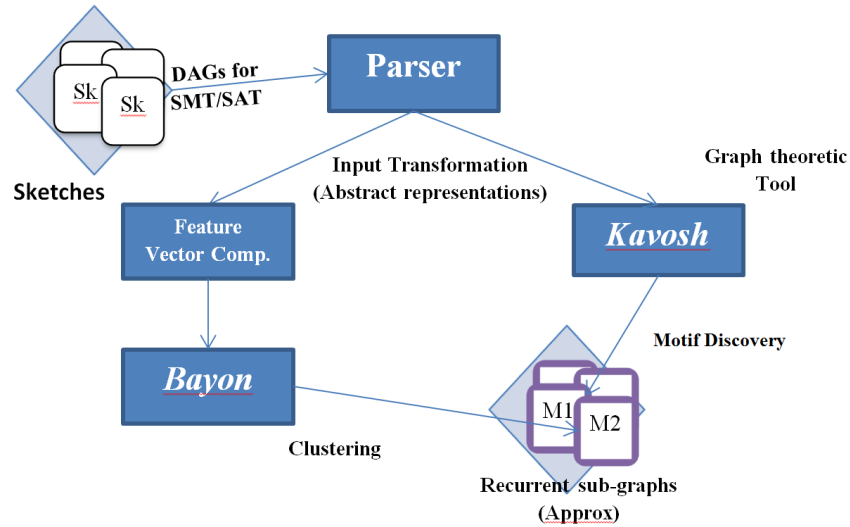 Sk
Sk
Sketches
DAGs for
SMT/SAT
Parser
Input Transformation
(Abstract representations)
Graph theoretic
Tool
Feature
Vector Comp.
Kavosh
Bayon
Motif Discovery
Clustering
M1
M2
Recurrent sub-graphs
(Approx)